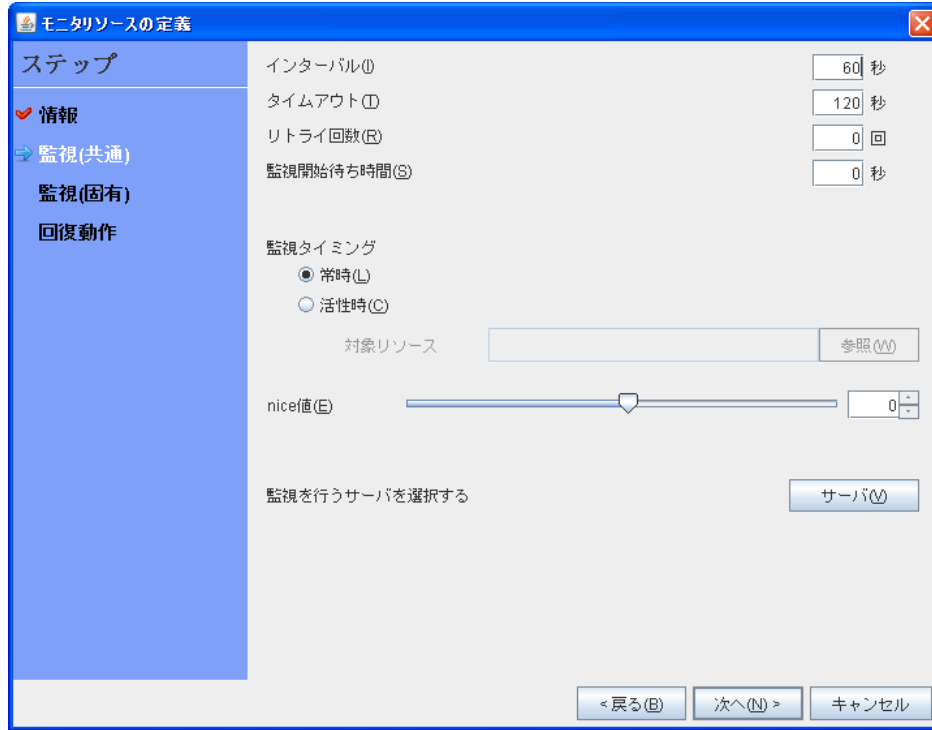 モニタリソースの定義
ステップ
情報
監視(共通)
監視(固有)
回復動作
インターバル(I) 60 秒
タイムアウト(T) 120 秒
リトライ回数(R) 0 回
監視開始待ち時間(S) 0 秒
監視タイミング
常時(L)
活性時(C)
対象リソース 参照(W)
nice値(E) 0
監視を行うサーバを選択する サーバ(V)
<戻る(B) 次へ(N)> キャンセル